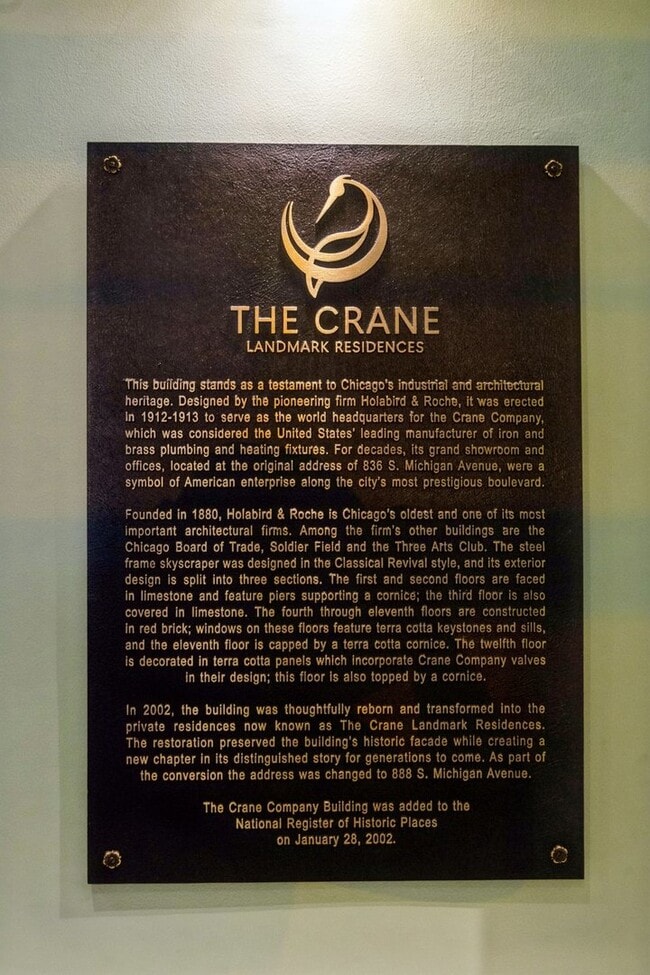 THE CRANE
LANDMARK RESIDENCES
This building stands as a testament to Chicago's industrial and architectural
heritage. Designed by the pioneering firm Holabird & Roche, it was erected
in 1912-1913 to serve as the world headquarters for the Crane Company,
which was considered the United States' leading manufacturer of iron and
brass plumbing and heating fixtures. For decades, its grand showroom and
offices, located at the original address of 836 S. Michigan Avenue, were a
symbol of American enterprise along the city's most prestigious boulevard.
Founded in 1880, Holabird & Roche is Chicago's oldest and one of its most
important architectural firms. Among the firm's other buildings are the
Chicago Board of Trade, Soldier Field and the Three Arts Club. The steel
frame skyscraper was designed in the Classical Revival style, and its exterior
design is split into three sections. The first and second floors are faced
in limestone and feature piers supporting a cornice; the third floor is also
covered in limestone. The fourth through eleventh floors are constructed
in red brick; windows on these floors feature terra cotta keystones and sills,
and the eleventh floor is capped by a terra cotta cornice. The twelfth floor
is decorated in terra cotta panels which incorporate Crane Company valves
in their design; this floor is also topped by a cornice.
In 2002, the building was thoughtfully reborn and transformed into the
private residences now known as The Crane Landmark Residences.
The restoration preserved the building's historic facade while creating a
new chapter in its distinguished story for generations to come. As part of
the conversion the address was changed to 888 S. Michigan Avenue.
The Crane Company Building was added to the
National Register of Historic Places
on January 28, 2002.